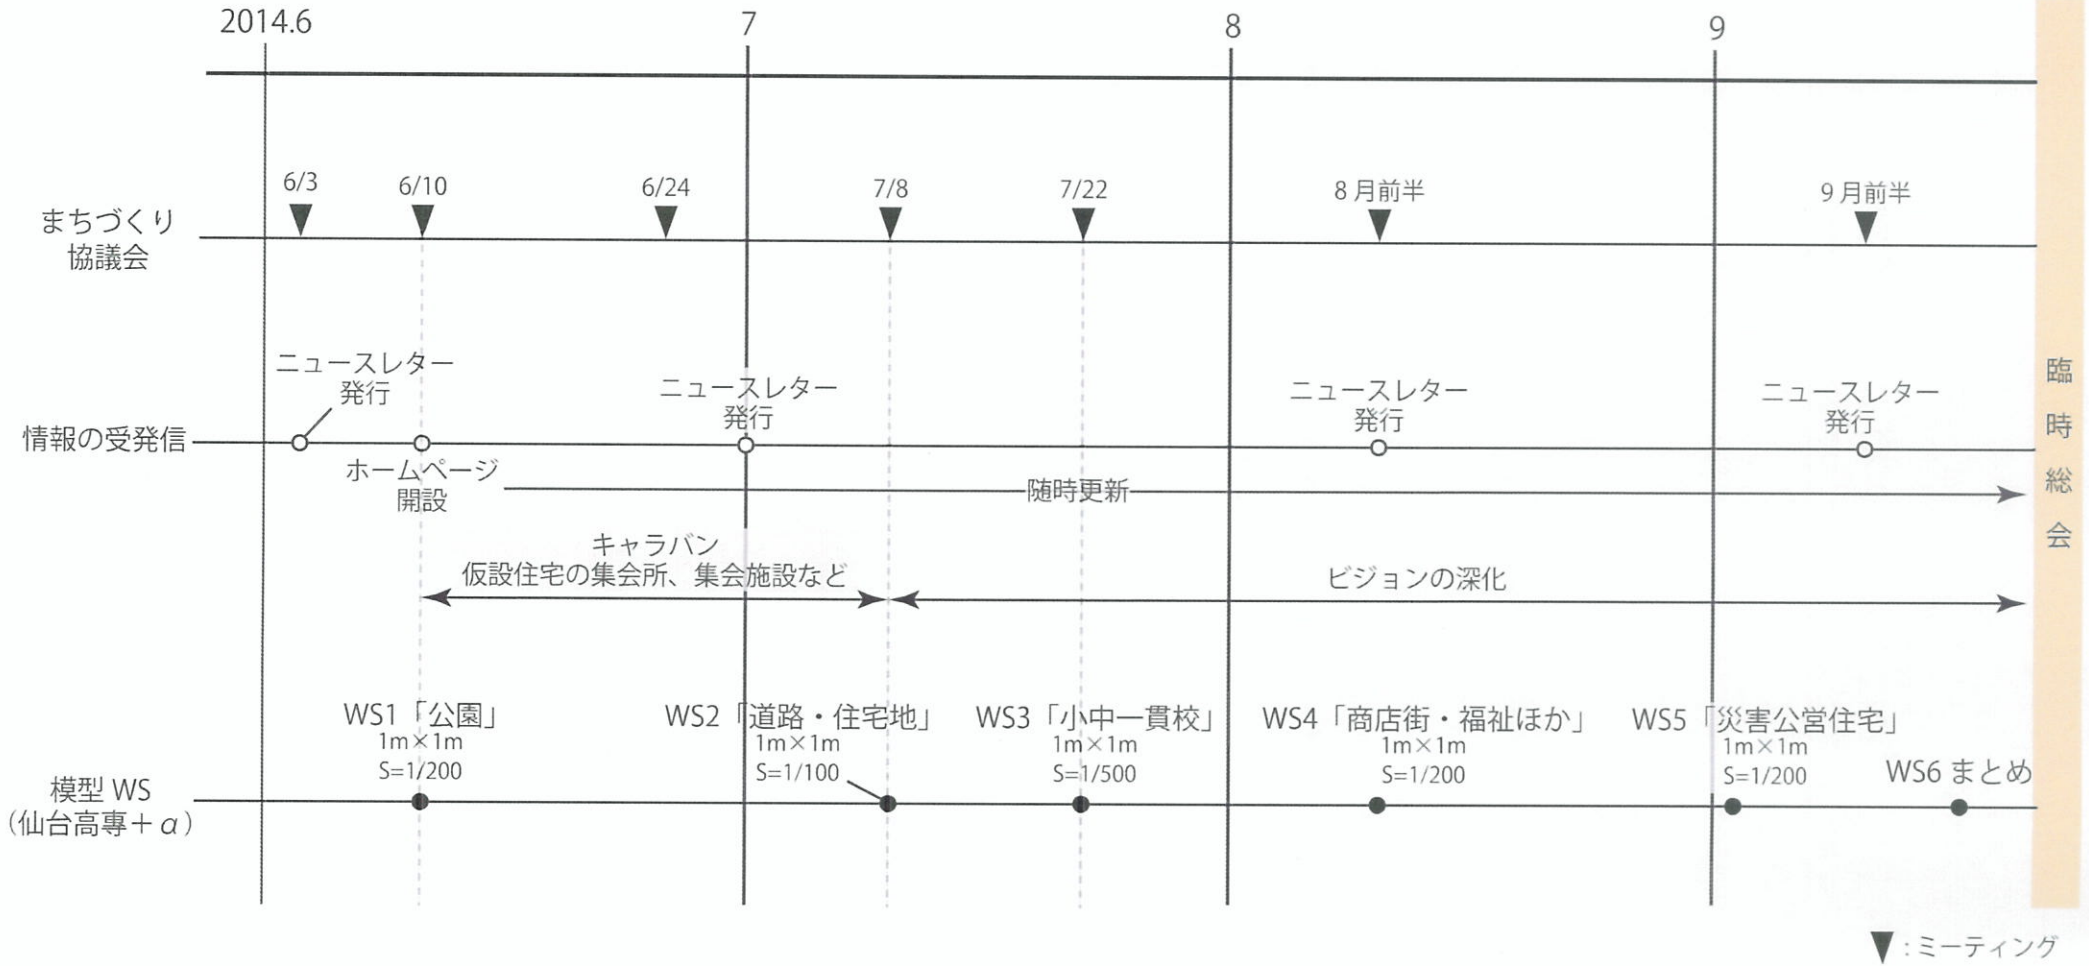 2014.6
7
8
9
6/3
6/10
6/24
7/8
7/22
8月前半
9月前半
まちづくり
協議会
ニュースレター
発行
ニュースレター
発行
ニュースレター
発行
ニュースレター
発行
情報の受発信
ホームページ
開設
随時更新
キャラバン
仮設住宅の集会所、集会施設など
ビジョンの深化
WS1「公園」
1m×1m
S=1/200
WS2「道路・住宅地」
1m×1m
S=1/100
WS3「小中一貫校」
1m×1m
S=1/500
WS4「商店街・福祉ほか」
1m×1m
S=1/200
WS5「災害公営住宅」
1m×1m
S=1/200
WS6 まとめ
模型 WS
（仙台高専＋α）
臨時総会
▼：ミーティング